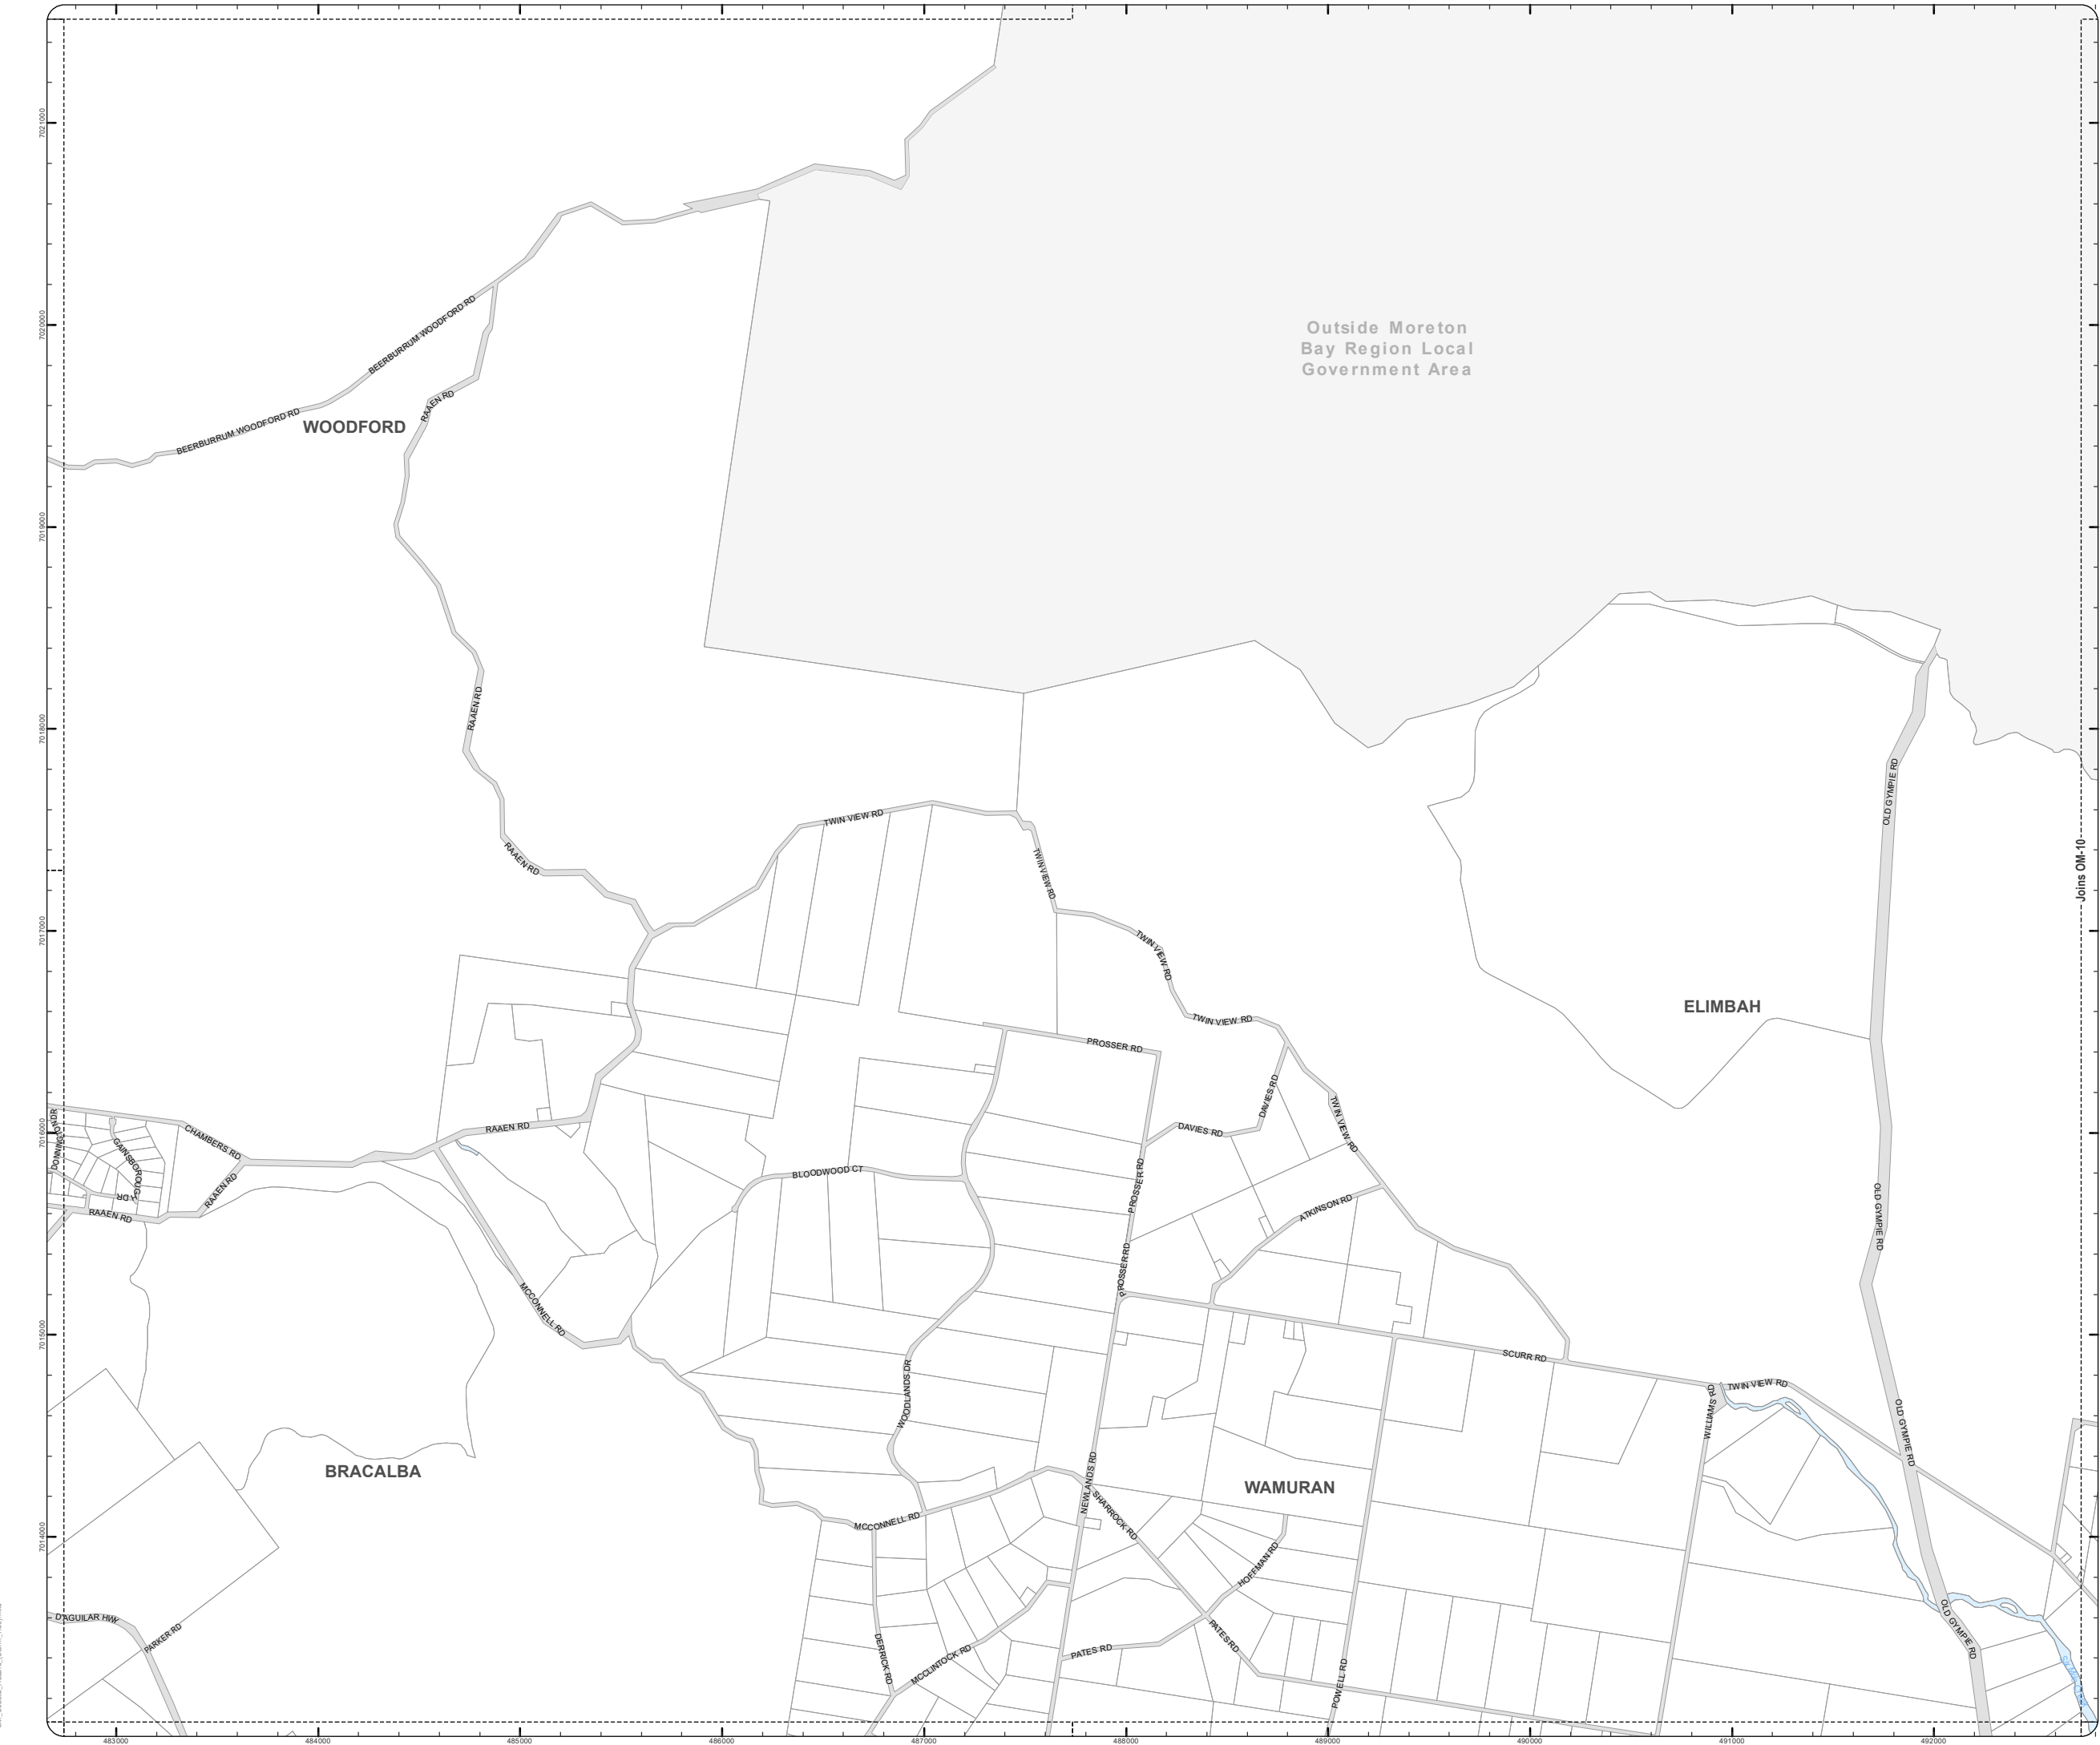 7021000
Outside Moreton
Bay Region Local
Government Area
7020000
BEERBURRUM WOODFORD RD
RAAEN RD
BEERBURRUM WOODFORD RD
WOODFORD
7019000
RAAEN RD
7018000
OLD GYMPIE RD
TWIN VIEW RD
RAAEN RD
TWIN VIEW RD
Joins OM-10
7017000
TWIN VIEW RD
ELIMBAH
TWIN VIEW RD
PROSSER RD
DAVIES RD
7016000
CHAMBERS RD
RAAEN RD
DAVIES RD
TWIN VIEW RD
GAINSBOROUG
DR
BLOODWOOD CT
RAAEN RD
PROSSER RD
ATKINSON RD
RAAEN RD
OLD GYMPIE RD
PROSSER RD
MCCONNELL RD
7015000
SCURR RD
WOODLANDS DR
TWIN VIEW RD
WILLIAMS RD
OLD GYMPIE RD
BRACALBA
NEWLANDS RD
WAMURAN
SHARROCK RD
MCCONNELL RD
7014000
HOFFMAN RD
D'AGUILAR HWY
PARKER RD
DERRICK RD
MCCLINTOCK RD
PATES RD
PATES RD
OLD GYMPIE RD
POWELL RD
483000
484000
485000
486000
487000
488000
489000
490000
491000
492000